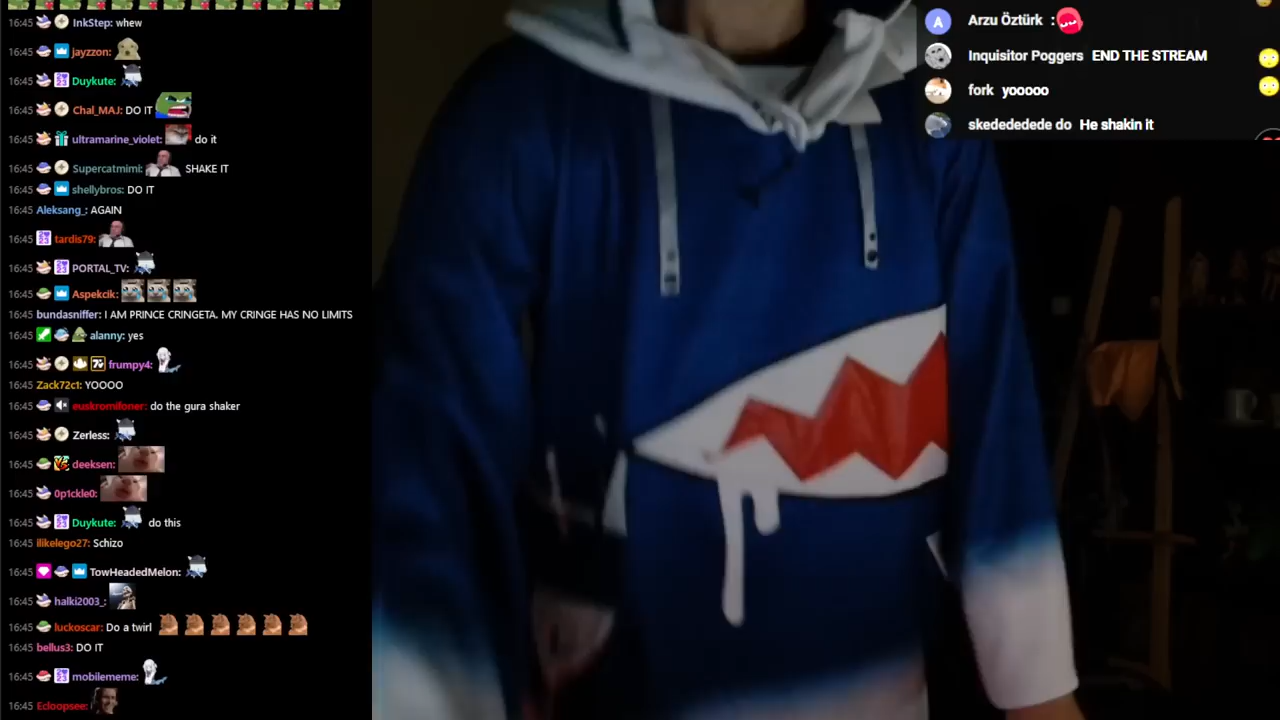 16:45 InkStep: whew
16:45 jayzzon:
16:45 Duykute:
16:45 Chal_MAJ: DO IT
16:45 ultramarine_violet: do it
16:45 Supercatmimi: SHAKE IT
16:45 shellybros: DO IT
16:45 Aleksang_: AGAIN
16:45 tardis79:
16:45 PORTAL_TV:
16:45 Aspekcik:
16:45 bundasniffer: I AM PRINCE CRINGETA. MY CRINGE HAS NO LIMITS
16:45 alanny: yes
16:45 frumpy4:
16:45 Zack72c1: YOOOO
16:45 euskromifoner: do the gura shaker
16:45 Zerless:
16:45 deeksen:
16:45 0p1ckle0:
16:45 Duykute: do this
16:45 ilikelego27: Schizo
16:45 TowHeadedMelon:
16:45 halki2003_:
16:45 luckoscar: Do a twirl
16:45 bellus3: DO IT
16:45 mobilememe:
16:45 Ecloopsee:
A Arzu Öztürk :
Inquisitor Poggers END THE STREAM
fork yooooo
skedededede do He shakin it